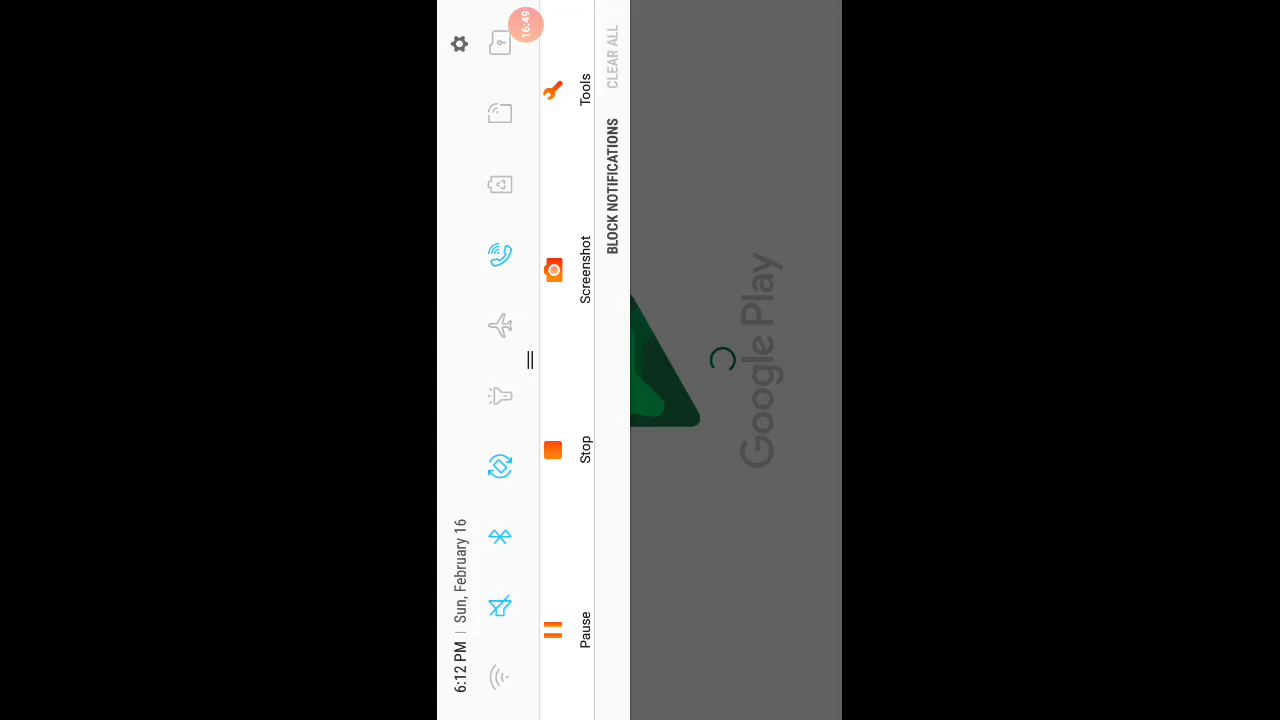 6:12 PM | Sun, February 16
16:49
Pause
Stop
Screenshot
Tools
BLOCK NOTIFICATIONS
CLEAR ALL
Google Play